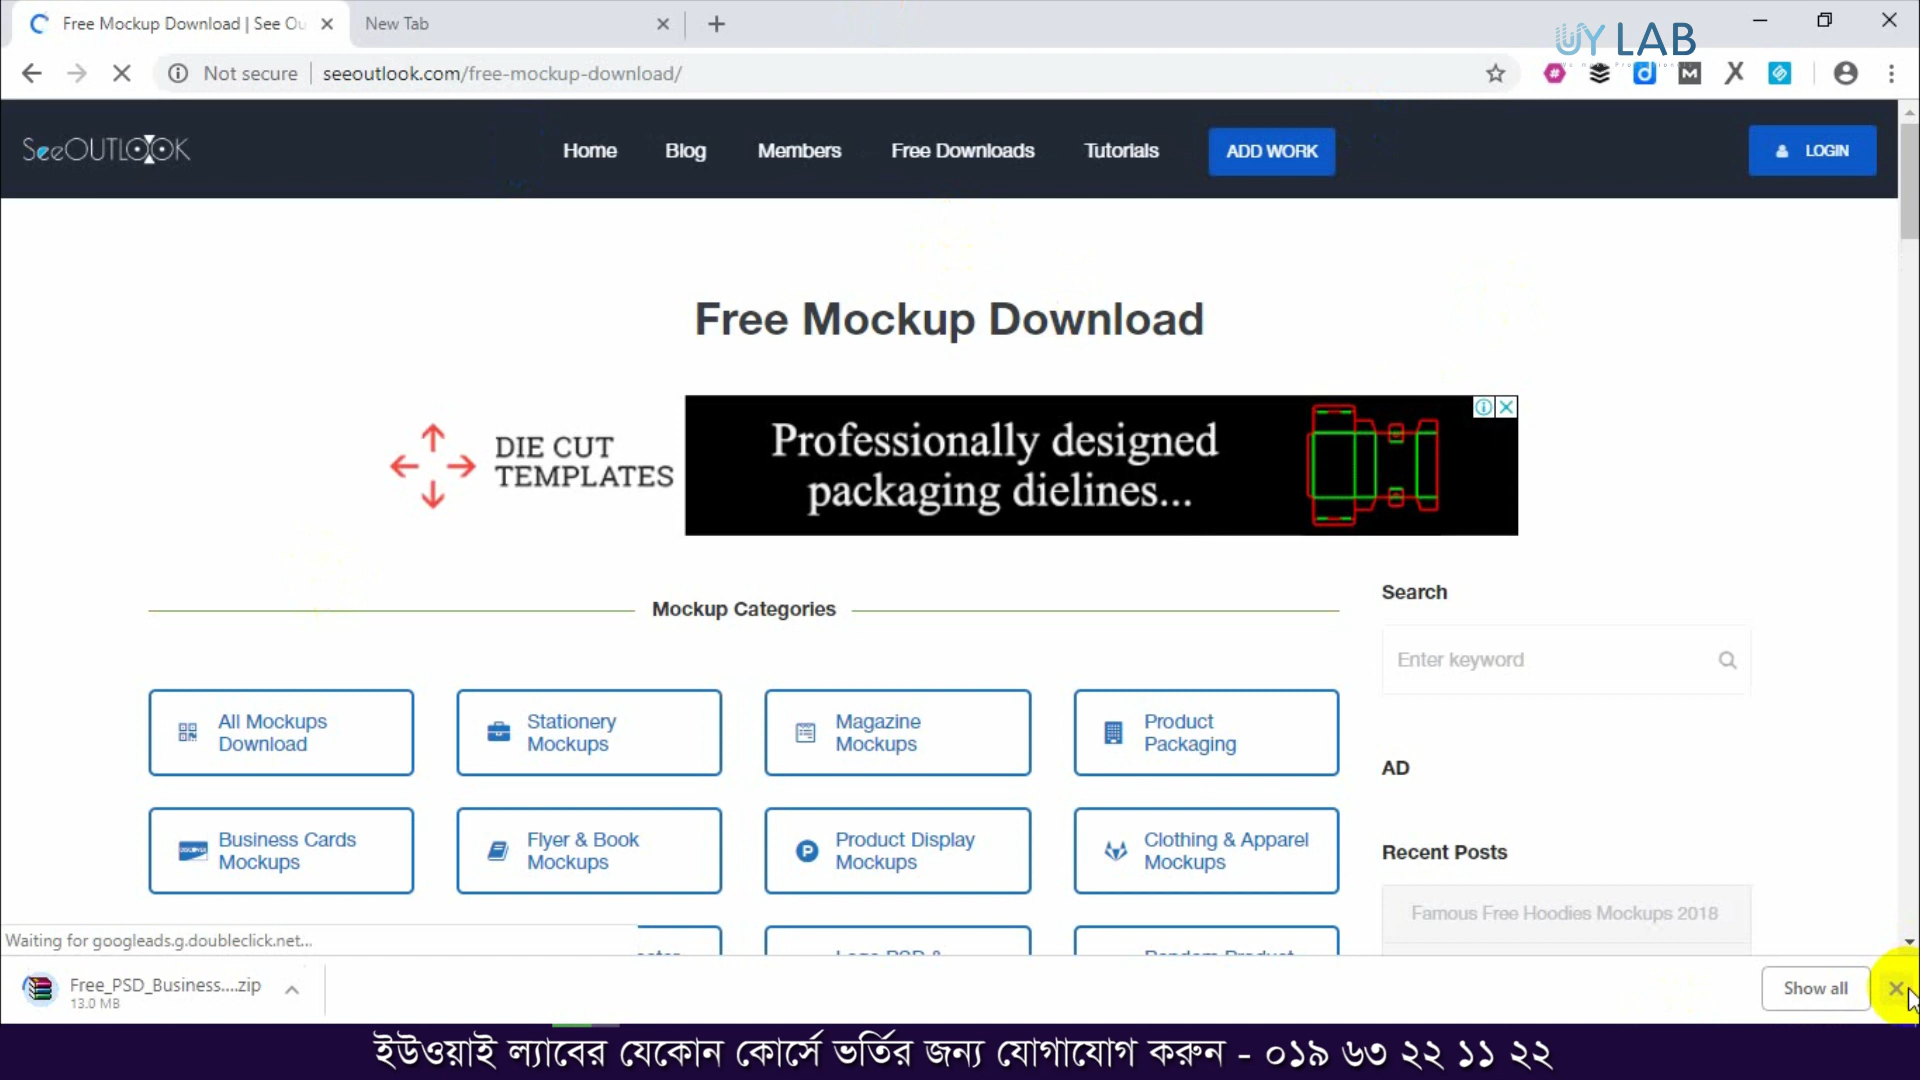 Free Mockup Download | See Ou
New Tab
UY LAB
Not secure
seeoutlook.com/free-mockup-download/
SeeOUTLOOK
Home
Blog
Members
Free Downloads
Tutorials
ADD WORK
LOGIN
Free Mockup Download
DIE CUT
TEMPLATES
Professionally designed
packaging dielines...
Mockup Categories
Search
Enter keyword
All Mockups
Download
Stationery
Mockups
Magazine
Mockups
Product
Packaging
AD
Business Cards
Mockups
Flyer & Book
Mockups
Product Display
Mockups
Clothing & Apparel
Mockups
Recent Posts
Famous Free Hoodies Mockups 2018
Waiting for googleads.g.doubleclick.net...
Logo PSD &
Random Product
Free_PSD_Business....zip
13.0 MB
Show all
ইউওয়াই ল্যাবের যেকোন কোর্সে ভর্তির জন্য যোগাযোগ করুন - ০১৯ ৬৩ ২২ ১১ ২২